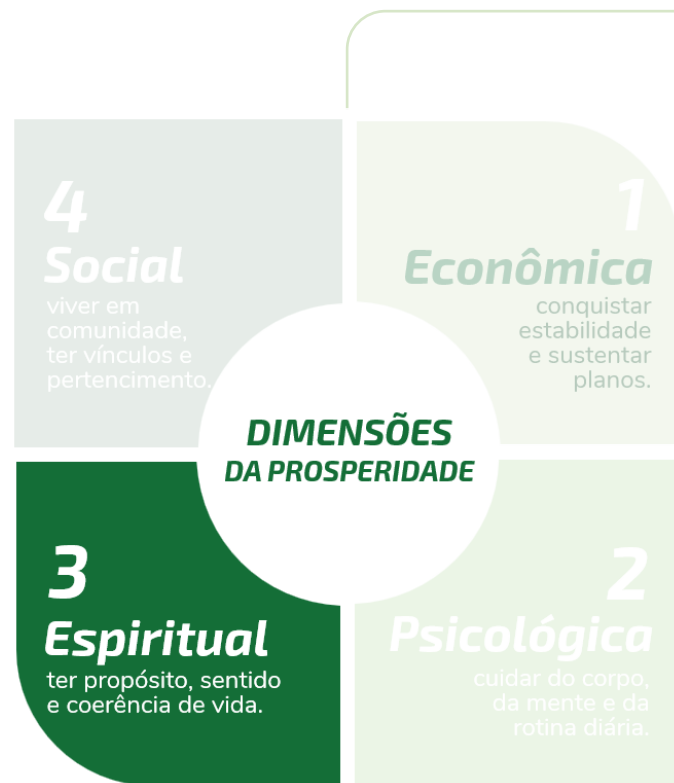 4
Social
viver em
comunidade,
ter vínculos e
pertencimento.
1
Econômica
conquistar
estabilidade
e sustentar
planos.
DIMENSÕES
DA PROSPERIDADE
3
Espiritual
ter propósito, sentido
e coerência de vida.
2
Psicológica
cuidar do corpo,
da mente e da
rotina diária.